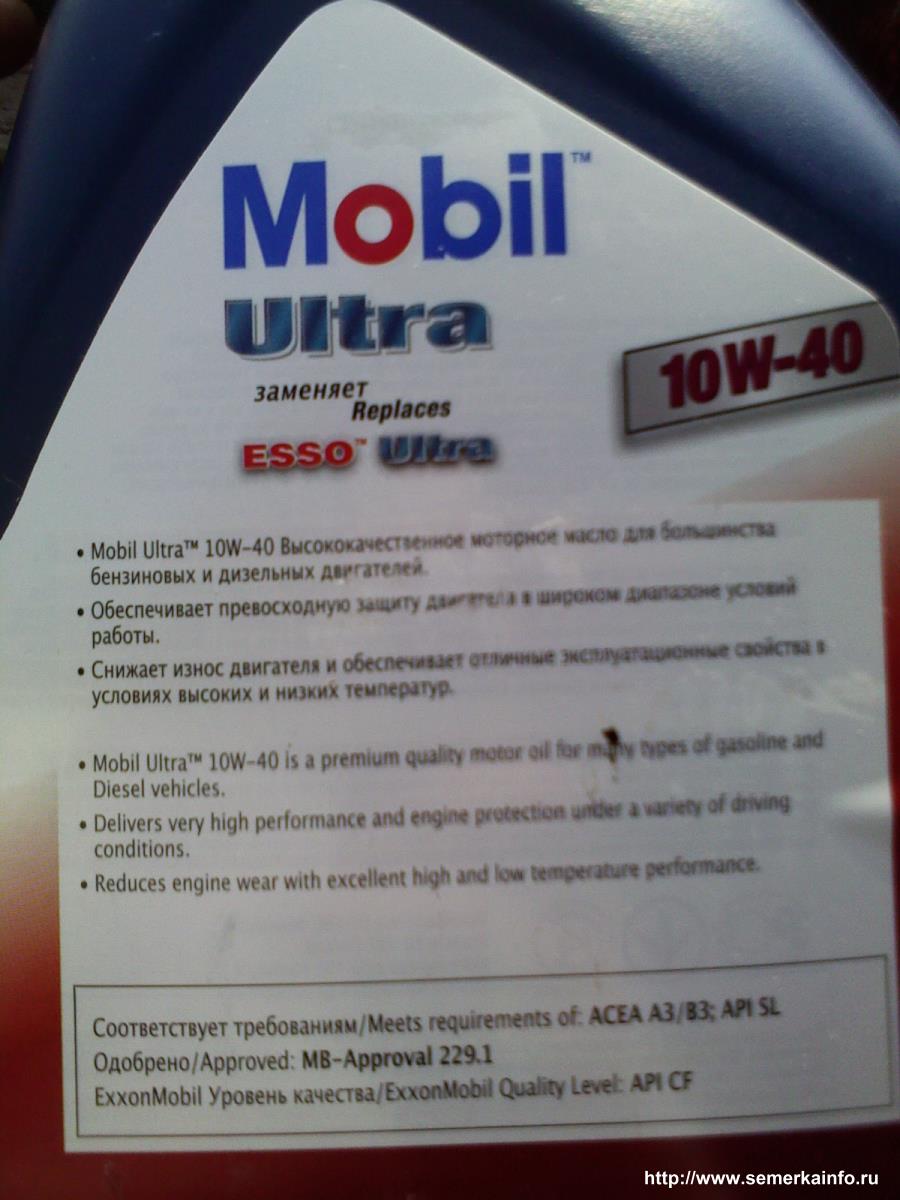 Mobil™
Ultra
10W-40
заменяет
Replaces
ESSO™ Ultra
• Mobil Ultra™ 10W-40 Высококачественное моторное масло для большинства
бензиновых и дизельных двигателей.
• Обеспечивает превосходную защиту двигателя в широком диапазоне условий
работы.
• Снижает износ двигателя и обеспечивает отличные эксплуатационные свойства в
условиях высоких и низких температур.
• Mobil Ultra™ 10W-40 is a premium quality motor oil for many types of gasoline and
Diesel vehicles.
• Delivers very high performance and engine protection under a variety of driving
conditions.
• Reduces engine wear with excellent high and low temperature performance.
Соответствует требованиям/Meets requirements of: ACEA A3/B3; API SL
Одобрено/Approved: MB-Approval 229.1
ExxonMobil Уровень качества/ExxonMobil Quality Level: API CF
http://www.semerkainfo.ru